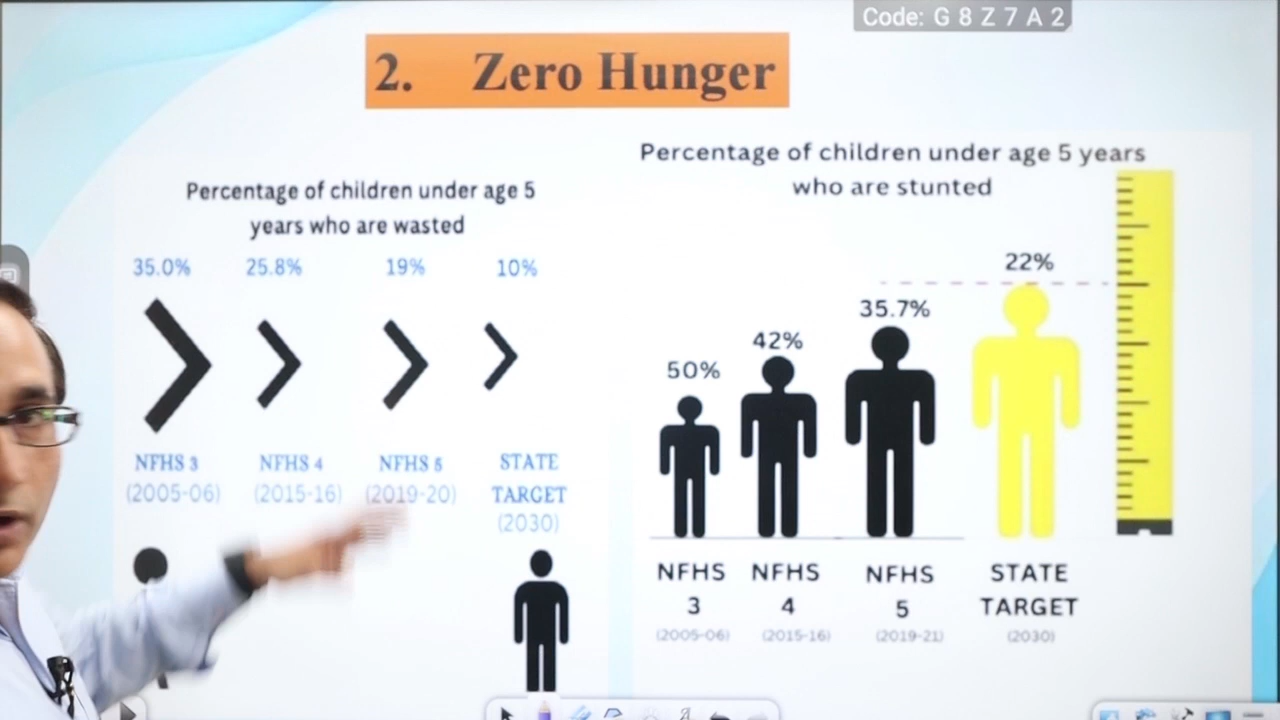 Code: G 8 Z 7 A 2
2. Zero Hunger
Percentage of children under age 5
years who are wasted
35.0% 25.8% 19% 10%
NFHS 3 NFHS 4 NFHS 5 STATE
TARGET
(2005-06) (2015-16) (2019-20)
(2030)
Percentage of children under age 5 years
who are stunted
22%
35.7%
42%
50%
NFHS NFHS NFHS STATE
3 4 5 TARGET
(2005-06) (2015-16) (2019-21) (2030)